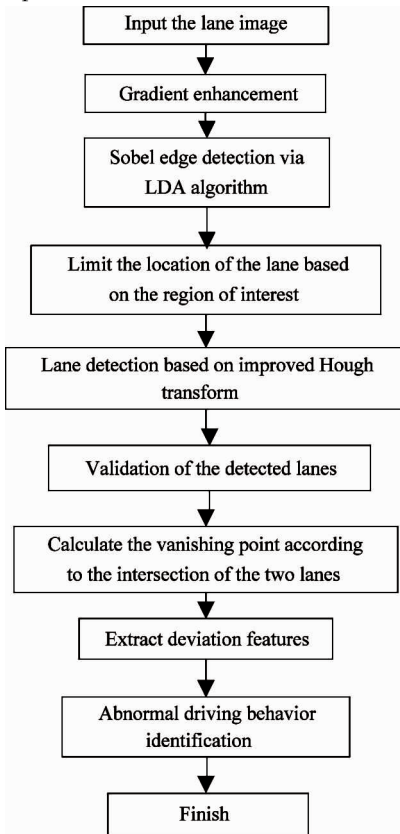 Input the lane image
Gradient enhancement
Sobel edge detection via
LDA algorithm
Limit the location of the lane based
on the region of interest
Lane detection based on improved Hough
transform
Validation of the detected lanes
Calculate the vanishing point according
to the intersection of the two lanes
Extract deviation features
Abnormal driving behavior
identification
Finish